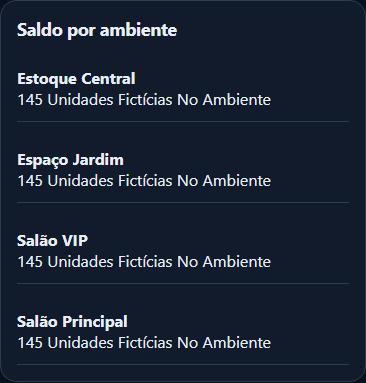 Saldo por ambiente
Estoque Central
145 Unidades Fictícias No Ambiente
Espaço Jardim
145 Unidades Fictícias No Ambiente
Salão VIP
145 Unidades Fictícias No Ambiente
Salão Principal
145 Unidades Fictícias No Ambiente